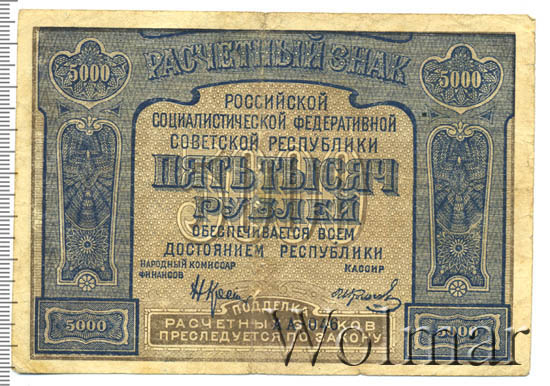 5000 РАСЧЕТНЫЙ ЗНАК 5000
РОССИЙСКОЙ
СОЦИАЛИСТИЧЕСКОЙ ФЕДЕРАТИВНОЙ
СОВЕТСКОЙ РЕСПУБЛИКИ
ПЯТЬ ТЫСЯЧ
РУБЛЕЙ
ОБЕСПЕЧИВАЕТСЯ ВСЕМ
ДОСТОЯНИЕМ РЕСПУБЛИКИ
НАРОДНЫЙ КОМИССАР
ФИНАНСОВ
КАССИР
ПОДДЕЛКА
5000 РАСЧЕТНЫХ ЗНАКОВ 5000
ПРЕСЛЕДУЕТСЯ ПО ЗАКОНУ
Wolmar